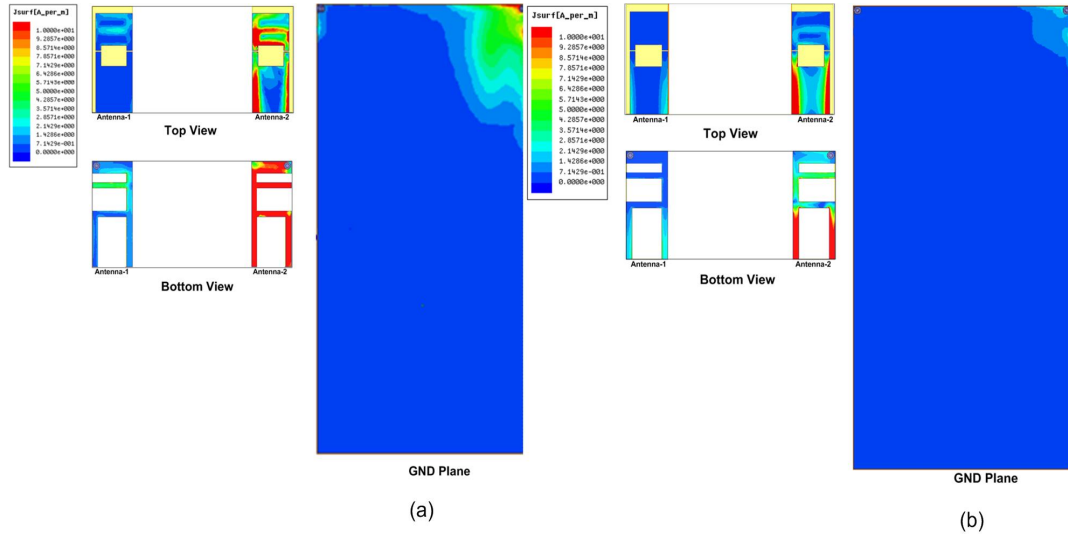 Jsurf[A_per_m]
1.0000e+001
9.2857e+000
8.5714e+000
7.8571e+000
7.1429e+000
6.4286e+000
5.7143e+000
5.0000e+000
4.2857e+000
3.5714e+000
2.8571e+000
2.1429e+000
1.4286e+000
7.1429e-001
0.0000e+000
Antenna-1
Antenna-2
Top View
Antenna-1
Antenna-2
Bottom View
GND Plane
(a)
Jsurf[A_per_m]
1.0000e+001
9.2857e+000
8.5714e+000
7.8571e+000
7.1429e+000
6.4286e+000
5.7143e+000
5.0000e+000
4.2857e+000
3.5714e+000
2.8571e+000
2.1429e+000
1.4286e+000
7.1429e-001
0.0000e+000
Antenna-1
Antenna-2
Top View
Antenna-1
Antenna-2
Bottom View
GND Plane
(b)